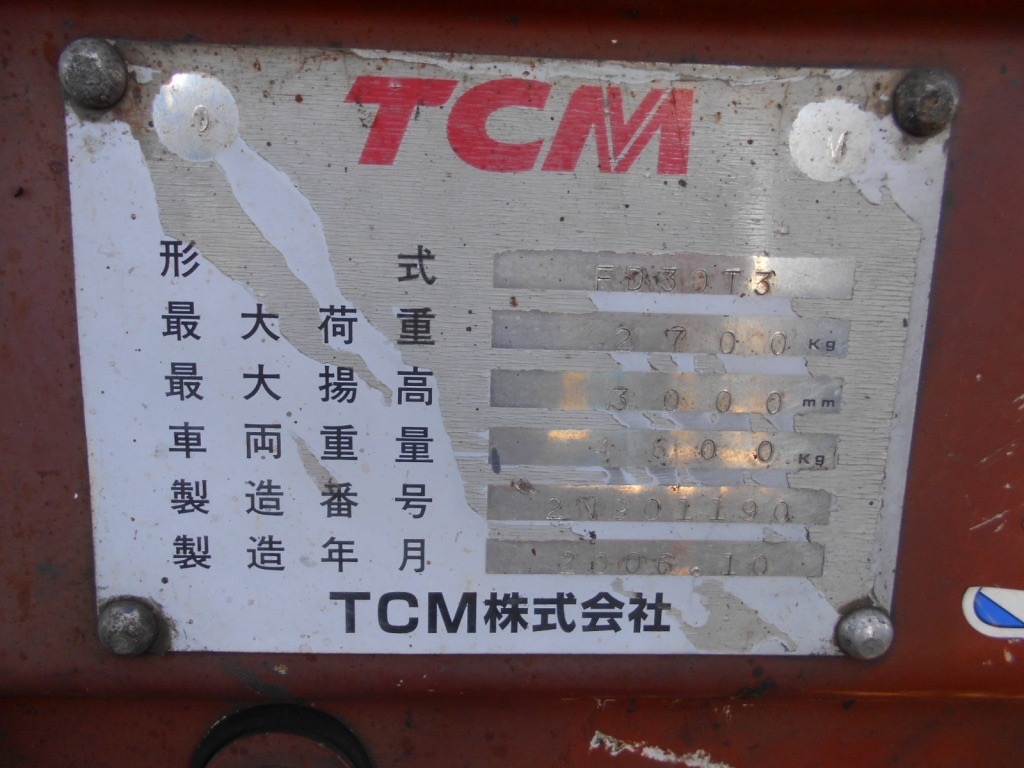 TCM
O
V
形式 FD30T3
最大荷重 2700 Kg
最大揚高 3000 mm
車両重量 Kg
製造番号 2N301190
製造年月 2006.10
TCM株式会社